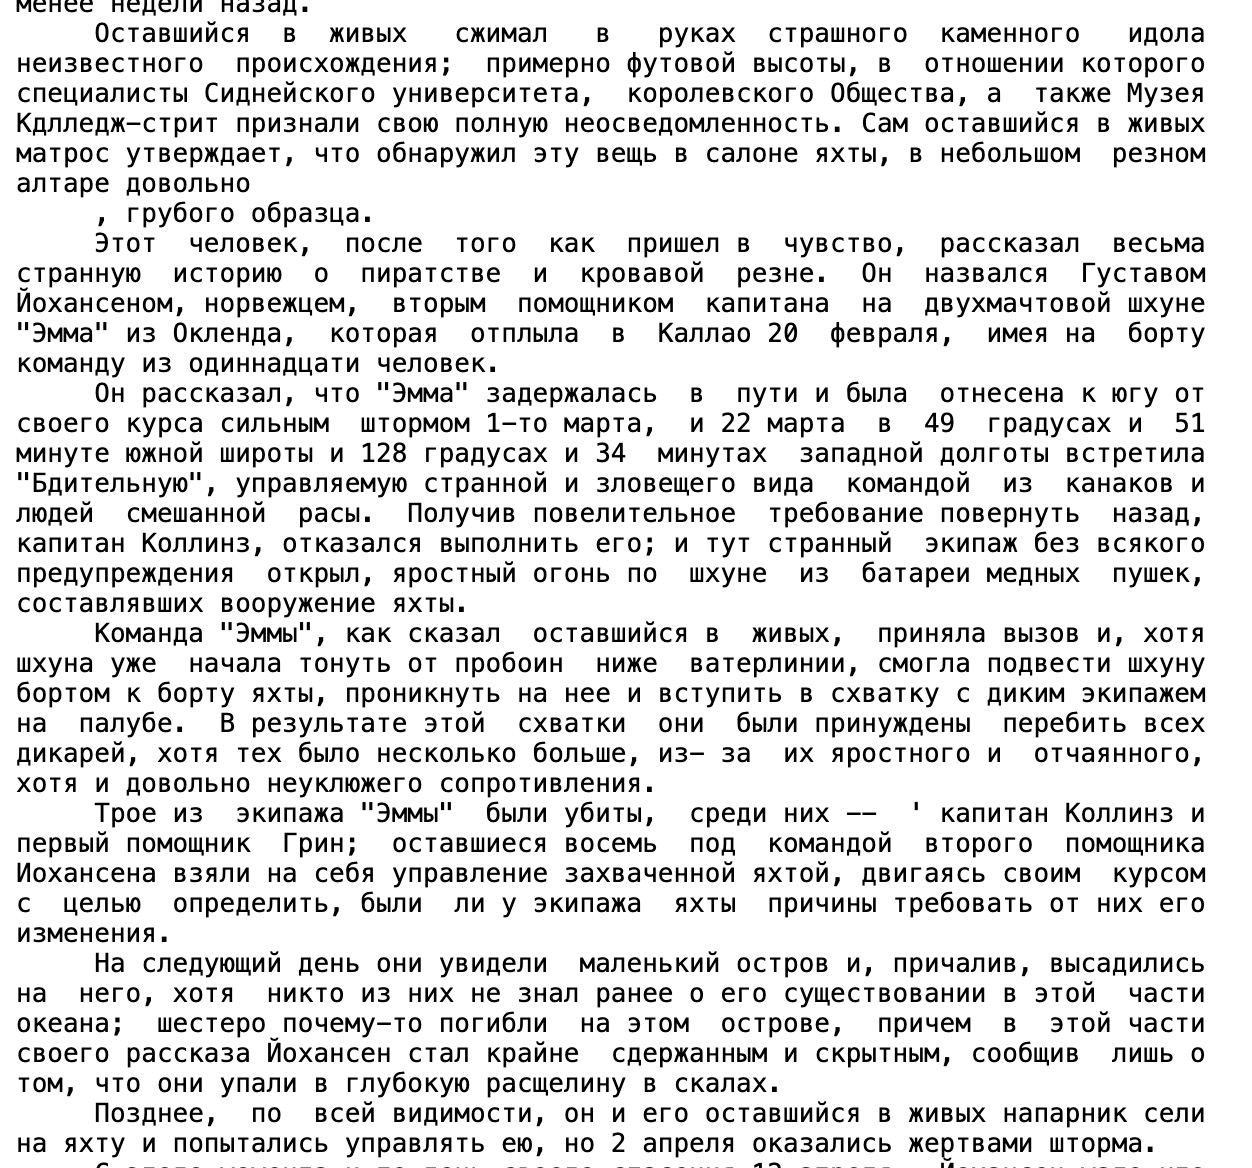 менее недели назад.
Оставшийся в живых сжимал в руках страшного каменного идола
неизвестного происхождения; примерно футовой высоты, в отношении которого
специалисты Сиднейского университета, королевского Общества, а также Музея
Кдлледж-стрит признали свою полную неосведомленность. Сам оставшийся в живых
матрос утверждает, что обнаружил эту вещь в салоне яхты, в небольшом резном
алтаре довольно
, грубого образца.
Этот человек, после того как пришел в чувство, рассказал весьма
странную историю о пиратстве и кровавой резне. Он назвался Густавом
Йохансеном, норвежцем, вторым помощником капитана на двухмачтовой шхуне
"Эмма" из Окленда, которая отплыла в Каллао 20 февраля, имея на борту
команду из одиннадцати человек.
Он рассказал, что "Эмма" задержалась в пути и была отнесена к югу от
своего курса сильным штормом 1-то марта, и 22 марта в 49 градусах и 51
минуте южной широты и 128 градусах и 34 минутах западной долготы встретила
"Бдительную", управляемую странной и зловещего вида командой из канаков и
людей смешанной расы. Получив повелительное требование повернуть назад,
капитан Коллинз, отказался выполнить его; и тут странный экипаж без всякого
предупреждения открыл, яростный огонь по шхуне из батареи медных пушек,
составлявших вооружение яхты.
Команда "Эммы", как сказал оставшийся в живых, приняла вызов и, хотя
шхуна уже начала тонуть от пробоин ниже ватерлинии, смогла подвести шхуну
бортом к борту яхты, проникнуть на нее и вступить в схватку с диким экипажем
на палубе. В результате этой схватки они были принуждены перебить всех
дикарей, хотя тех было несколько больше, из- за их яростного и отчаянного,
хотя и довольно неуклюжего сопротивления.
Трое из экипажа "Эммы" были убиты, среди них -- ' капитан Коллинз и
первый помощник Грин; оставшиеся восемь под командой второго помощника
Иохансена взяли на себя управление захваченной яхтой, двигаясь своим курсом
с целью определить, были ли у экипажа яхты причины требовать от них его
изменения.
На следующий день они увидели маленький остров и, причалив, высадились
на него, хотя никто из них не знал ранее о его существовании в этой части
океана; шестеро почему-то погибли на этом острове, причем в этой части
своего рассказа Йохансен стал крайне сдержанным и скрытным, сообщив лишь о
том, что они упали в глубокую расщелину в скалах.
Позднее, по всей видимости, он и его оставшийся в живых напарник сели
на яхту и попытались управлять ею, но 2 апреля оказались жертвами шторма.